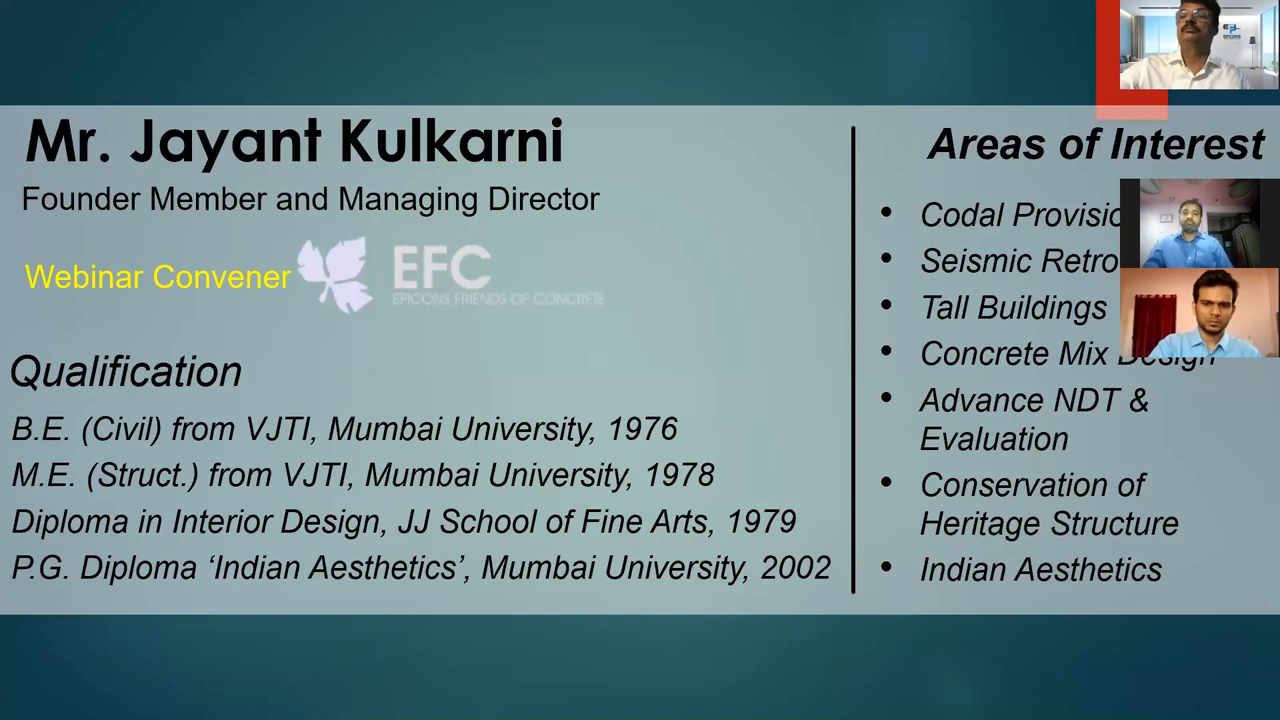 Mr. Jayant Kulkarni
Founder Member and Managing Director
Webinar Convener
EFC
EPICONS FRIENDS OF CONCRETE
Qualification
B.E. (Civil) from VJTI, Mumbai University, 1976
M.E. (Struct.) from VJTI, Mumbai University, 1978
Diploma in Interior Design, JJ School of Fine Arts, 1979
P.G. Diploma ‘Indian Aesthetics’, Mumbai University, 2002
Areas of Interest
• Codal
• Seismic
• Tall Buildings
• Concrete Mix Design
• Advance NDT &
Evaluation
• Conservation of
Heritage Structure
• Indian Aesthetics